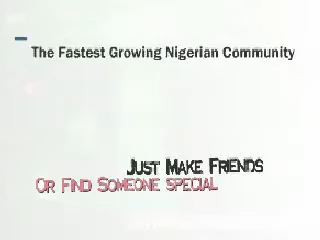 The Fastest Growing Nigerian Community
JUST MAKE FRIENDS
OR FIND SOMEONE SPECIAL